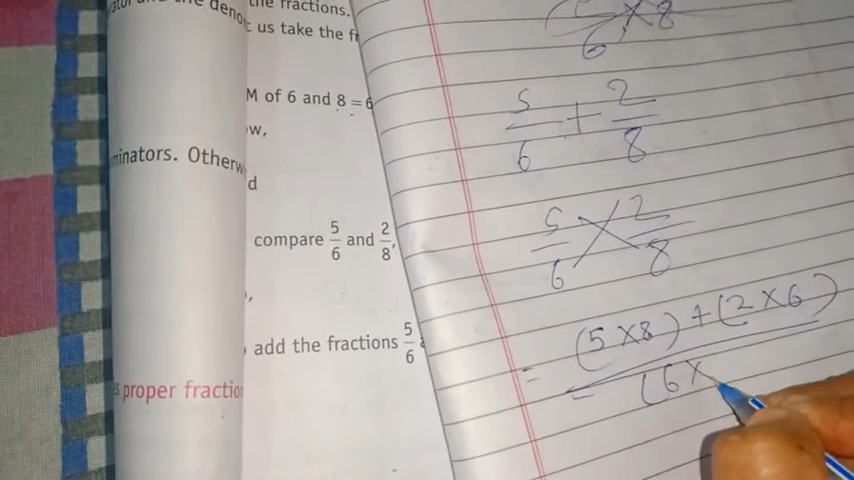 the fractions.
us take the
M of 6 and 8 = 6
w,
minators. Otherw
d
compare 5/6 and 2/8,
add the fractions 5/6
s proper fractio
6 × 8
5/6 + 2/8
5/6 × 2/8
= (5 × 8) + (2 × 6)
(6 ×